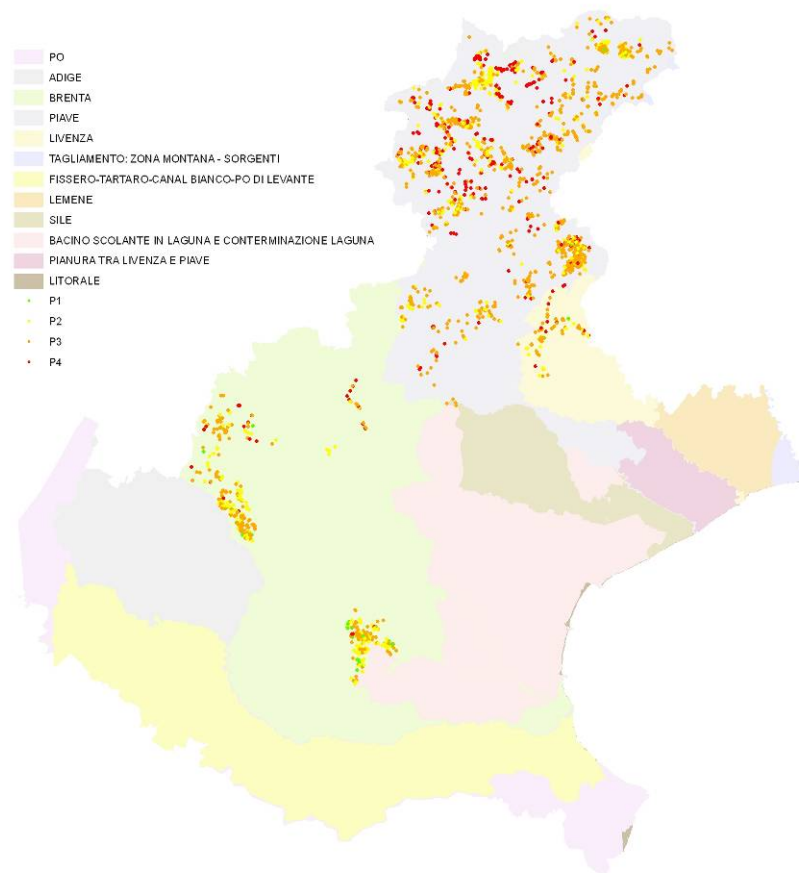 PO
ADIGE
BRENTA
PIAVE
LIVENZA
TAGLIAMENTO: ZONA MONTANA - SORGENTI
FISSERO-TARTARO-CANAL BIANCO-PO DI LEVANTE
LEMENE
SILE
BACINO SCOLANTE IN LAGUNA E CONTERMINAZIONE LAGUNA
PIANURA TRA LIVENZA E PIAVE
LITORALE
P1
P2
P3
P4